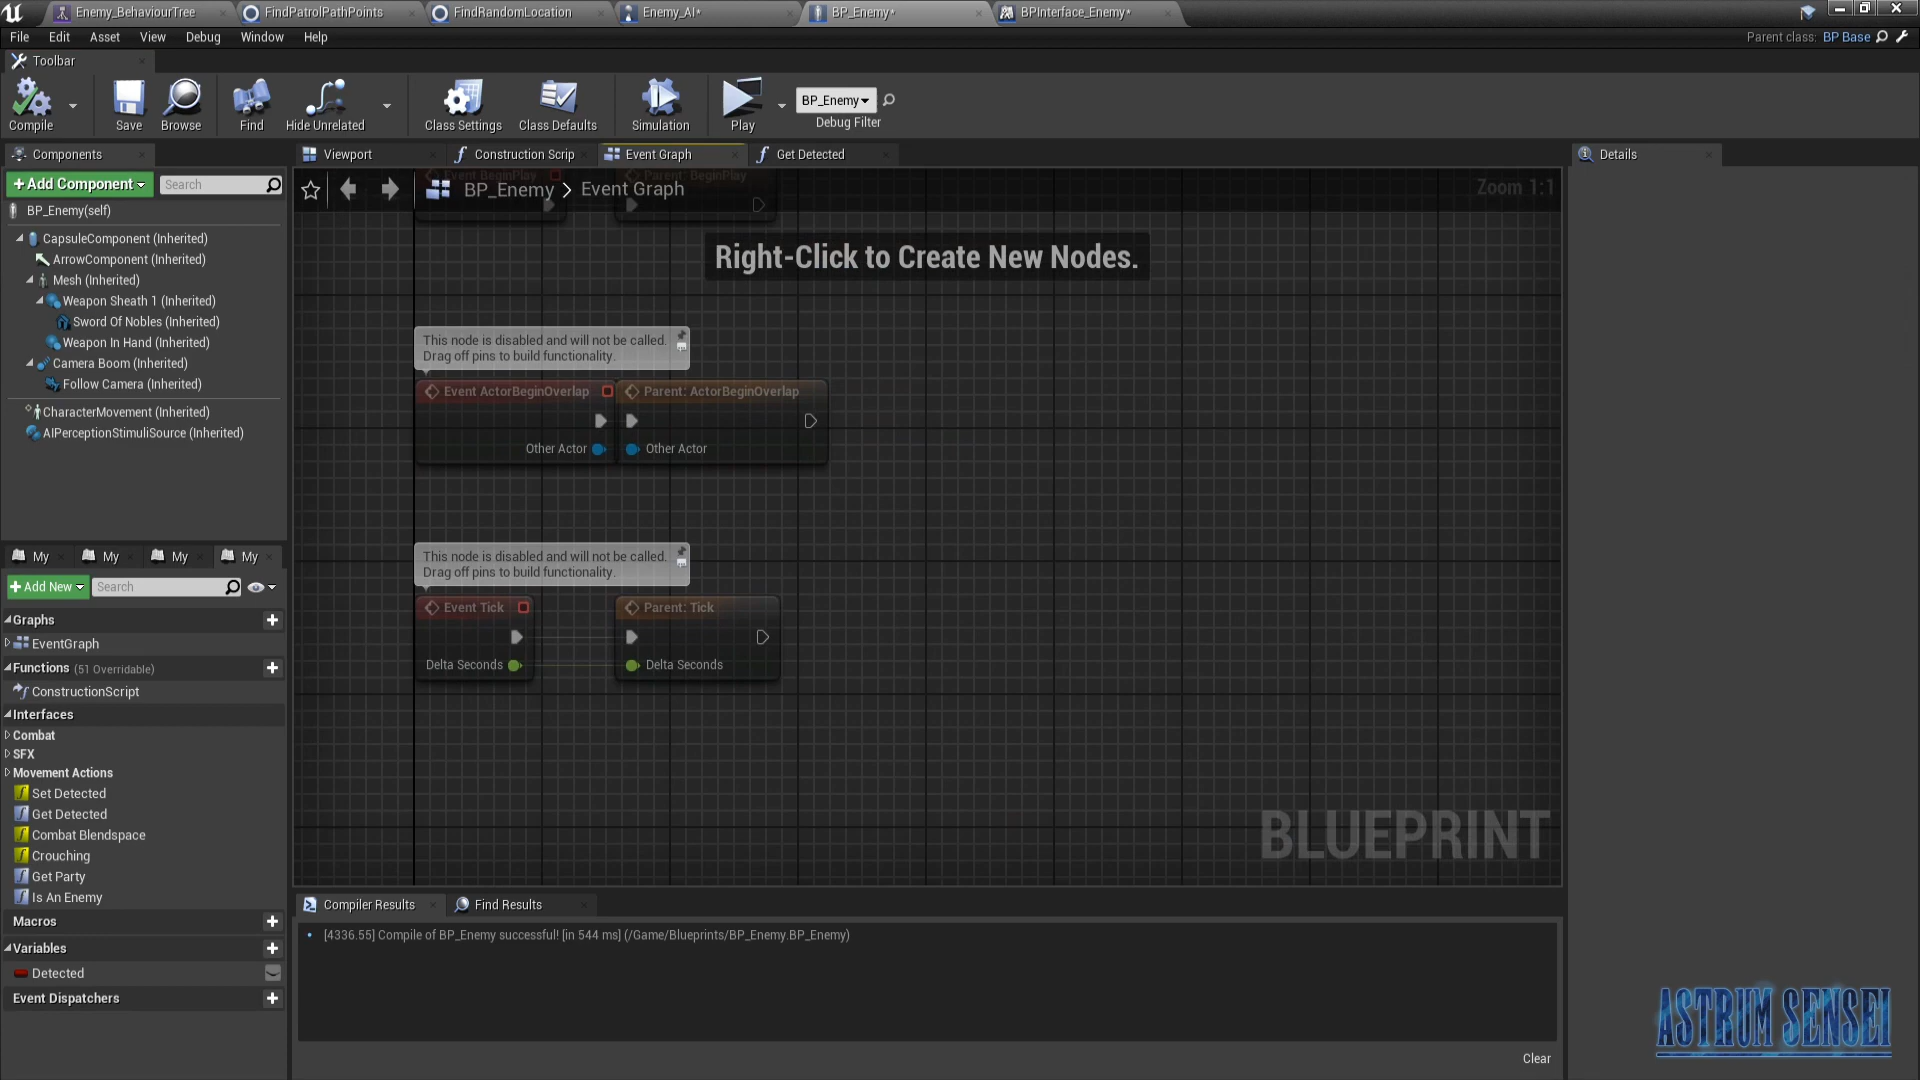 Enemy_BehaviourTree
FindPatrolPathPoints
FindRandomLocation
Enemy_AI*
BP_Enemy*
BPInterface_Enemy*
File Edit Asset View Debug Window Help
Parent class: BP Base
Toolbar
Compile
Save
Browse
Find
Hide Unrelated
Class Settings
Class Defaults
Simulation
Play
BP_Enemy
Debug Filter
Components
+Add Component
Search
BP_Enemy(self)
CapsuleComponent (Inherited)
ArrowComponent (Inherited)
Mesh (Inherited)
Weapon Sheath 1 (Inherited)
Sword Of Nobles (Inherited)
Weapon In Hand (Inherited)
Camera Boom (Inherited)
Follow Camera (Inherited)
CharacterMovement (Inherited)
AIPerceptionStimuliSource (Inherited)
My
My
My
My
+Add New
Search
Graphs
EventGraph
Functions (51 Overridable)
ConstructionScript
Interfaces
Combat
SFX
Movement Actions
Set Detected
Get Detected
Combat Blendspace
Crouching
Get Party
Is An Enemy
Macros
Variables
Detected
Event Dispatchers
Viewport
Construction Scrip
Event Graph
Get Detected
Event BeginPlay
Parent: BeginPlay
BP_Enemy > Event Graph
Zoom 1:1
Right-Click to Create New Nodes.
This node is disabled and will not be called.
Drag off pins to build functionality.
Event ActorBeginOverlap
Parent: ActorBeginOverlap
Other Actor
Other Actor
This node is disabled and will not be called.
Drag off pins to build functionality.
Event Tick
Parent: Tick
Delta Seconds
Delta Seconds
BLUEPRINT
Compiler Results
Find Results
[4336.55] Compile of BP_Enemy successful! [in 544 ms] (/Game/Blueprints/BP_Enemy.BP_Enemy)
Clear
Details
ASTRUM SENSEI